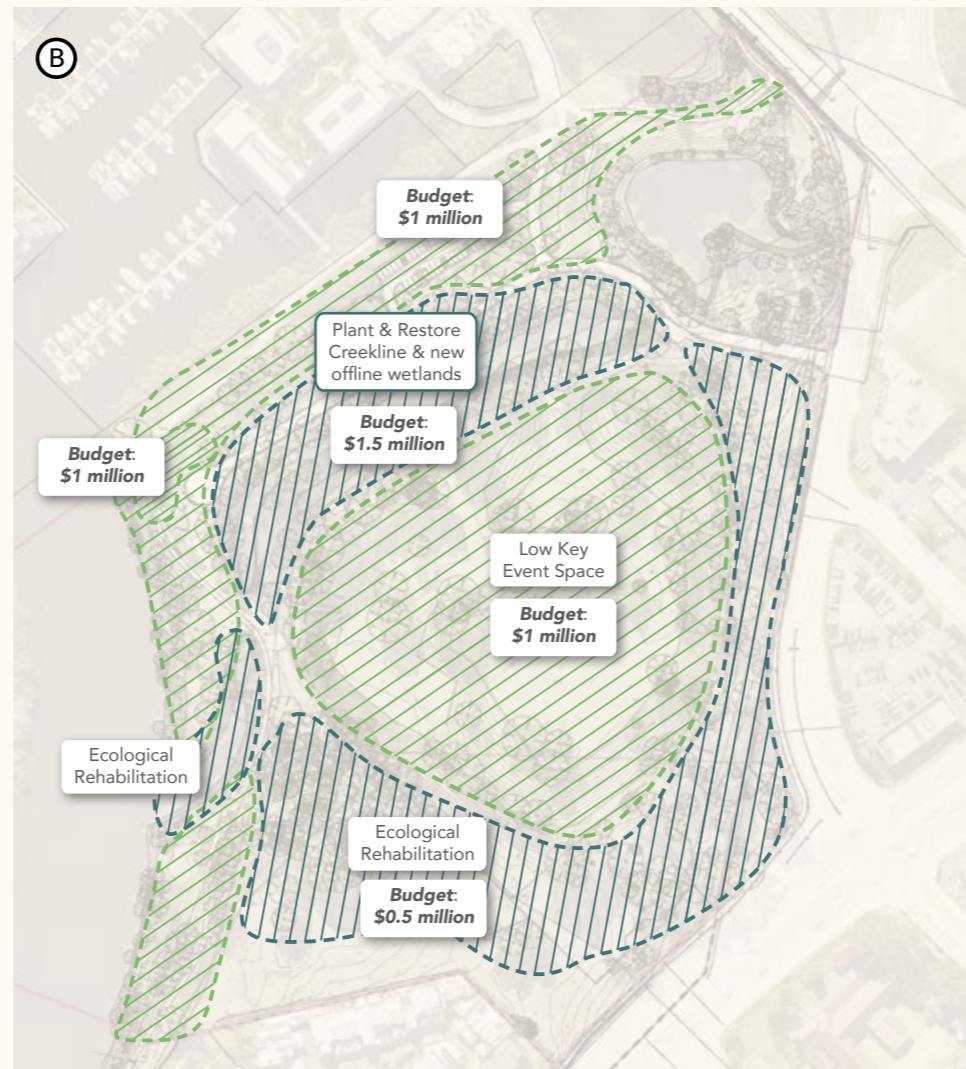 B
Budget:
$1 million
Plant & Restore
Creekline & new
offline wetlands
Budget:
$1.5 million
Budget:
$1 million
Low Key
Event Space
Budget:
$1 million
Ecological
Rehabilitation
Ecological
Rehabilitation
Budget:
$0.5 million